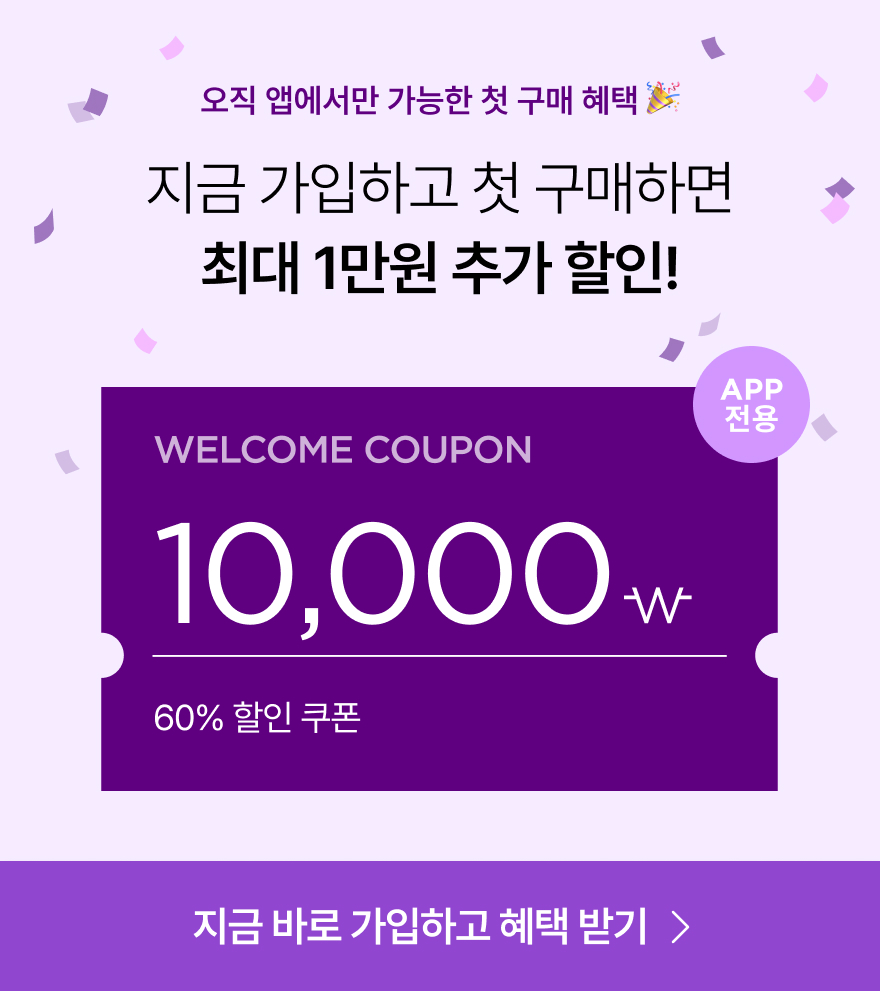 오직 앱에서만 가능한 첫 구매 혜택🎉
지금 가입하고 첫 구매하면
최대 1만원 추가 할인!
APP
전용
WELCOME COUPON
10,000₩
60% 할인 쿠폰
지금 바로 가입하고 혜택 받기 >